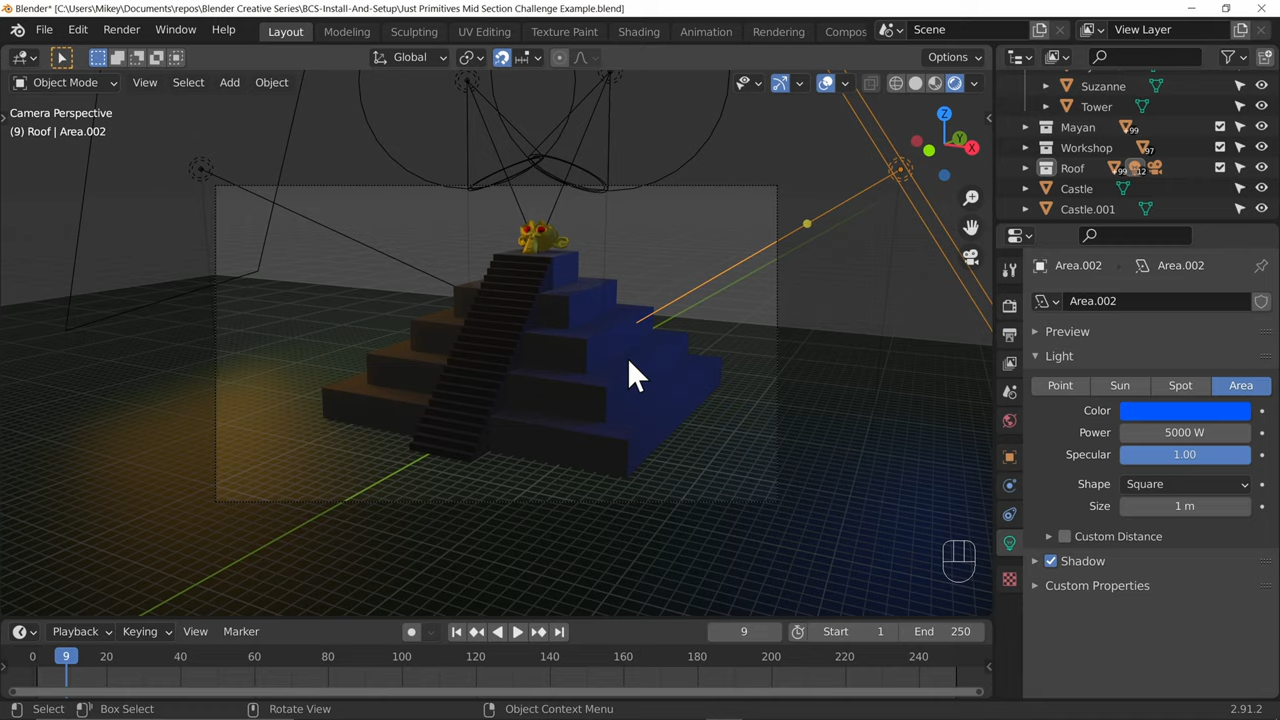 Blender* [C:\Users\Mikey\Documents\repos\Blender Creative Series\BCS-Install-And-Setup\Just Primitives Mid Section Challenge Example.blend]
File Edit Render Window Help Layout Modeling Sculpting UV Editing Texture Paint Shading Animation Rendering Compos Scene View Layer
Global Options
Object Mode View Select Add Object
Camera Perspective
(9) Roof | Area.002
Z
Y
X
Suzanne
Tower
Mayan 99
Workshop 97
Roof 99 12
Castle
Castle.001
Area.002 Area.002
Area.002
Preview
Light
Point Sun Spot Area
Color
Power 5000 W
Specular 1.00
Shape Square
Size 1 m
Custom Distance
Shadow
Custom Properties
Playback Keying View Marker 9 Start 1 End 250
0 9 20 40 60 80 100 120 140 160 180 200 220 240
Select Box Select Rotate View Object Context Menu 2.91.2